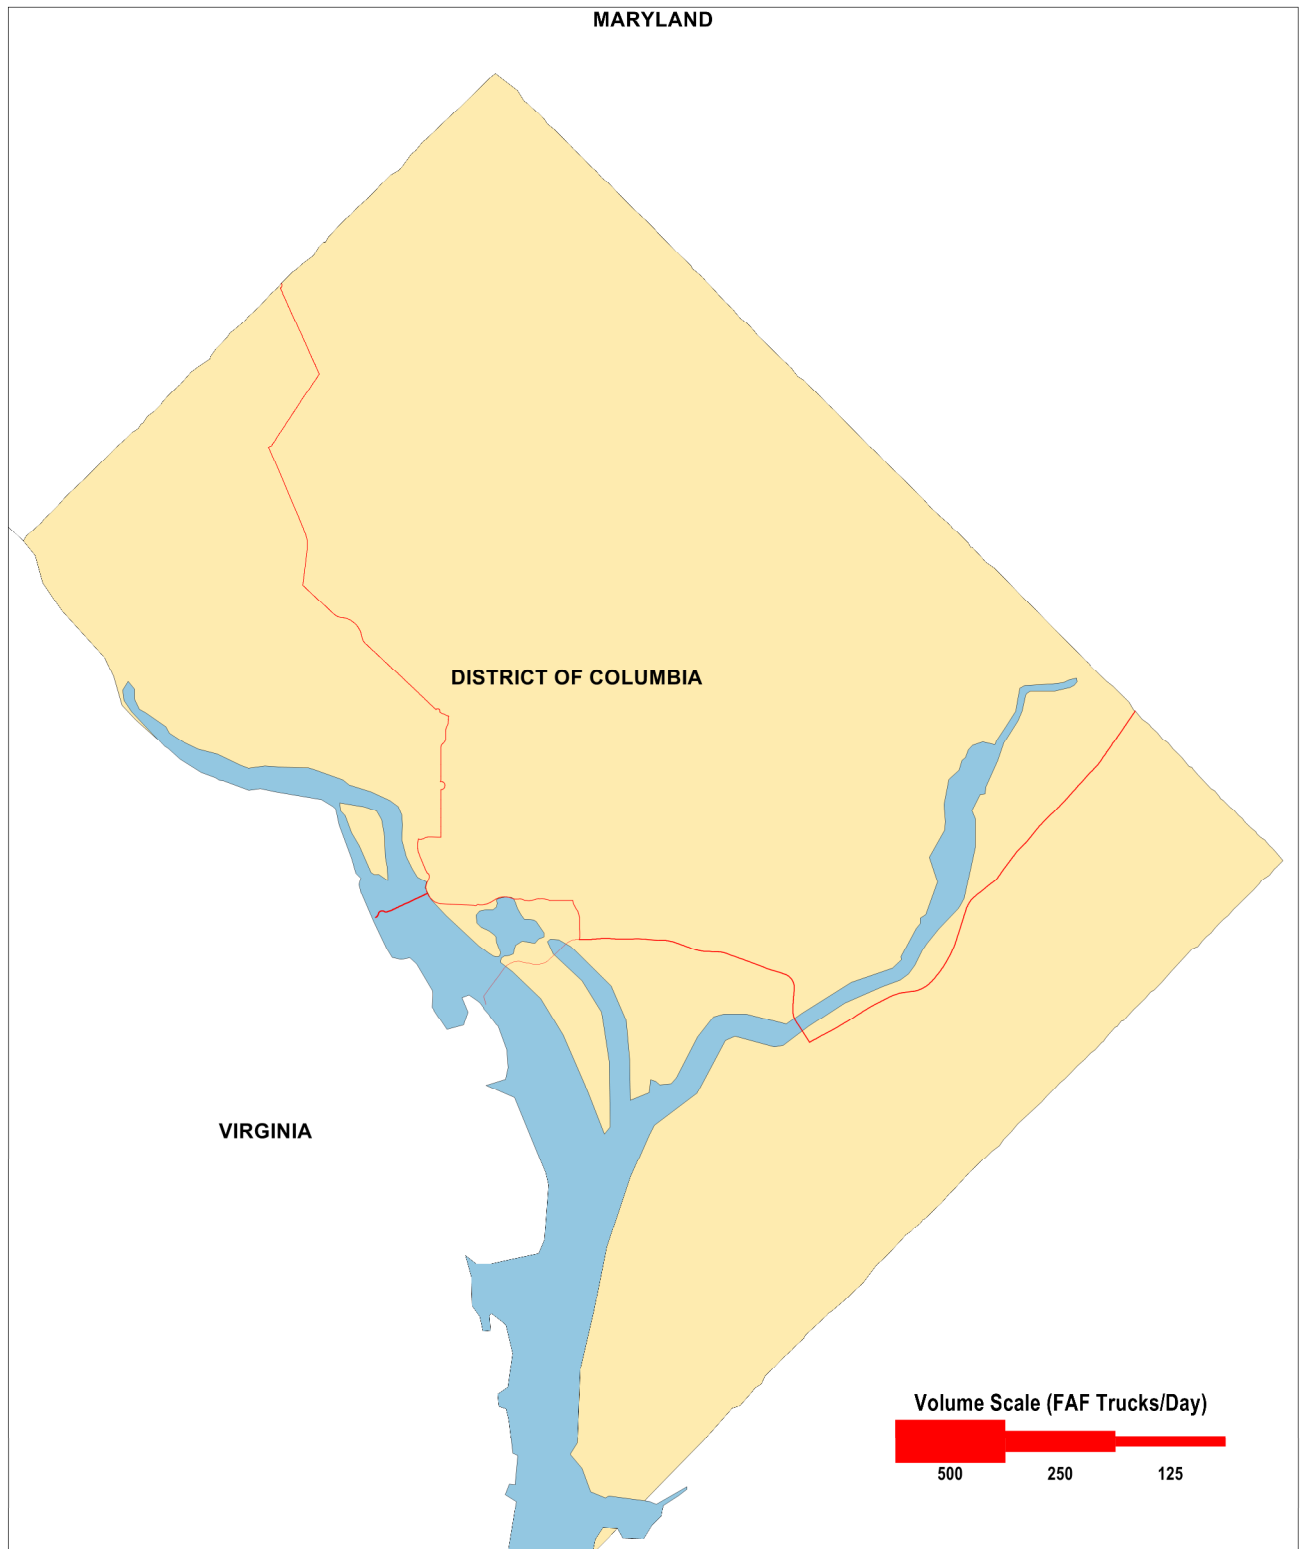 MARYLAND
DISTRICT OF COLUMBIA
VIRGINIA
Volume Scale (FAF Trucks/Day)
500 250 125